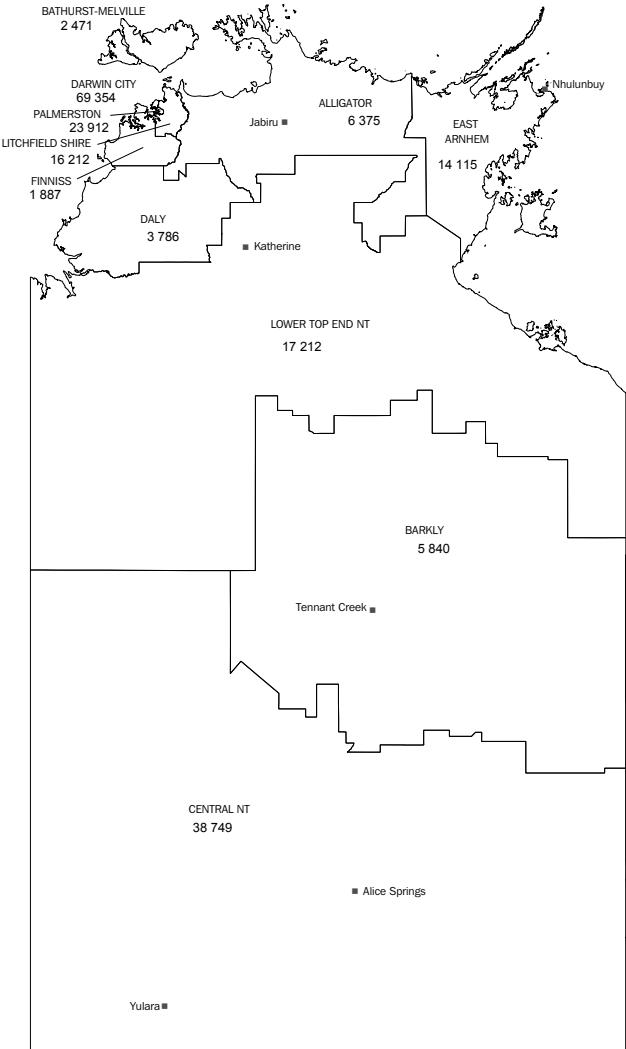 BATHURST-MELVILLE
2 471
DARWIN CITY
69 354
PALMERSTON
23 912
LITCHFIELD SHIRE
16 212
FINNISS
1 887
Jabiru
ALLIGATOR
6 375
Nhulunbuy
EAST
ARNHEM
14 115
DALY
3 786
Katherine
LOWER TOP END NT
17 212
BARKLY
5 840
Tennant Creek
CENTRAL NT
38 749
Alice Springs
Yulara